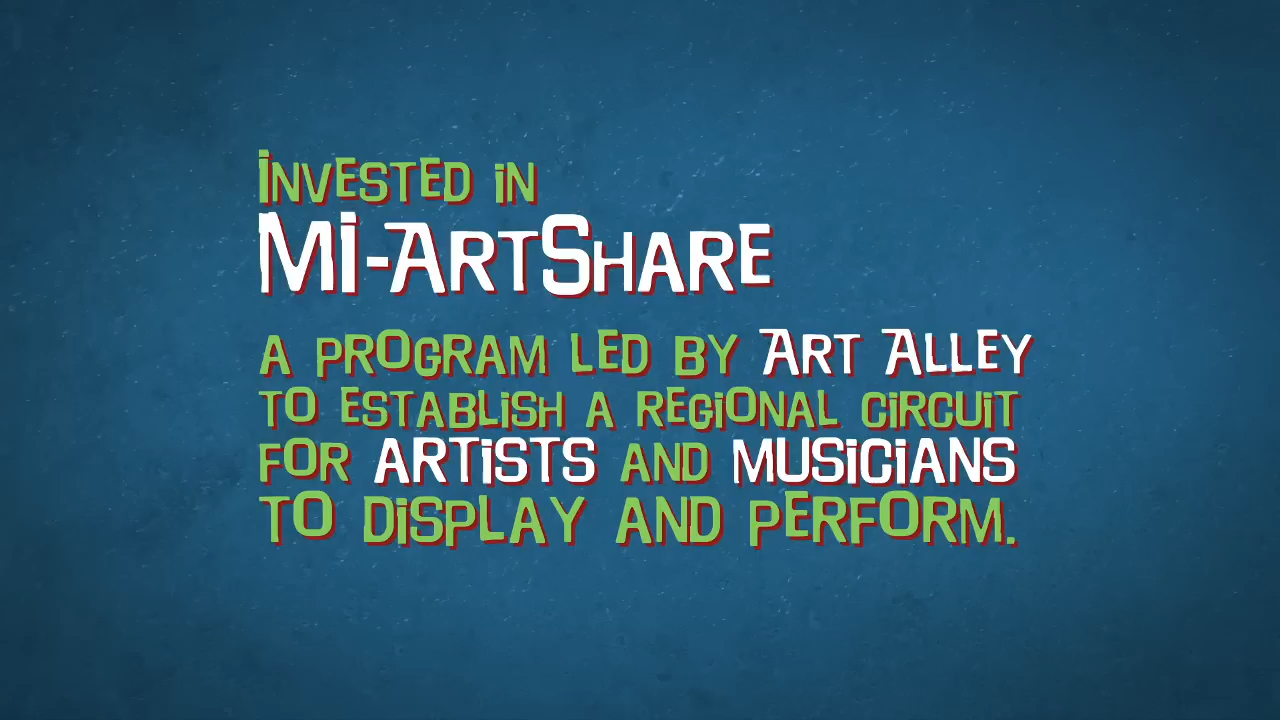 Invested in
Mi-ArtShare
a program led by Art Alley
to establish a regional circuit
for artists and musicians
to display and perform.